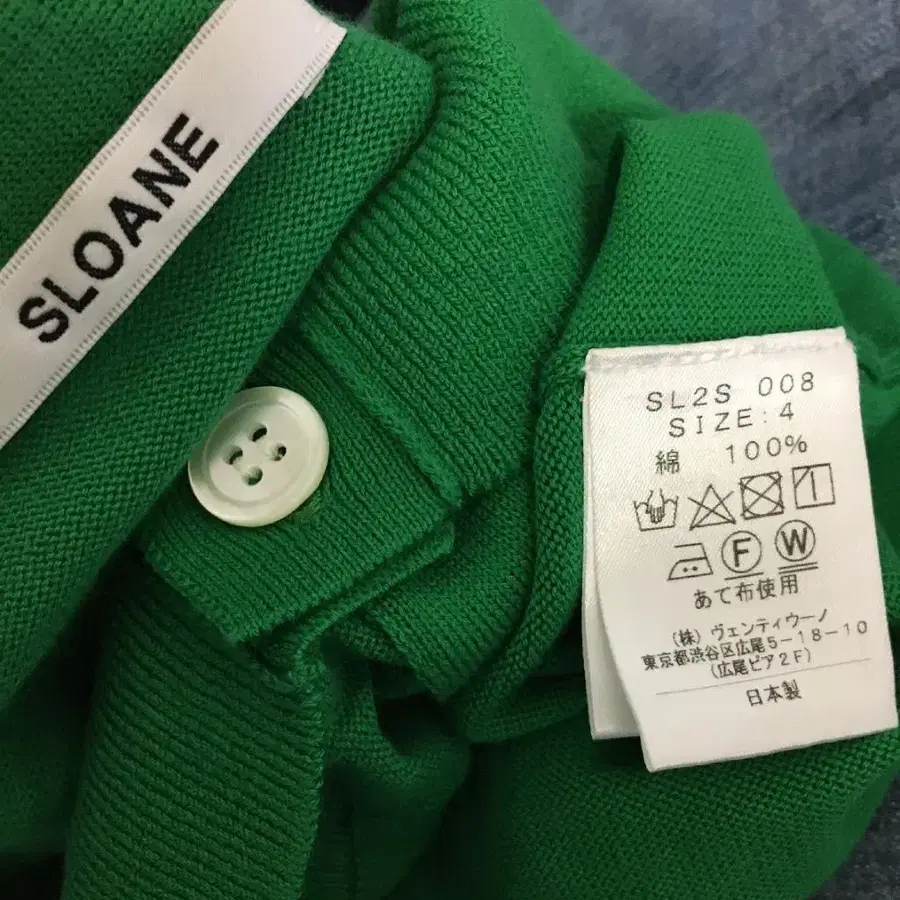 SLOANE
SL2S 008
SIZE:4
綿 100%
F W
あて布使用
(株)ヴェンティウーノ
東京都渋谷区広尾5-18-10
(広尾ピア2F)
日本製